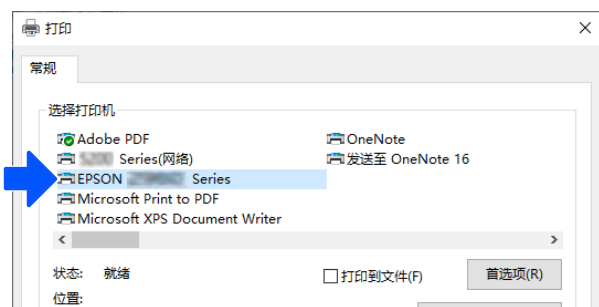 打印
常规
选择打印机
Adobe PDF
OneNote
Series(网络)
发送至 OneNote 16
EPSON Series
Microsoft Print to PDF
Microsoft XPS Document Writer
状态: 就绪
打印到文件(F)
首选项(R)
位置: